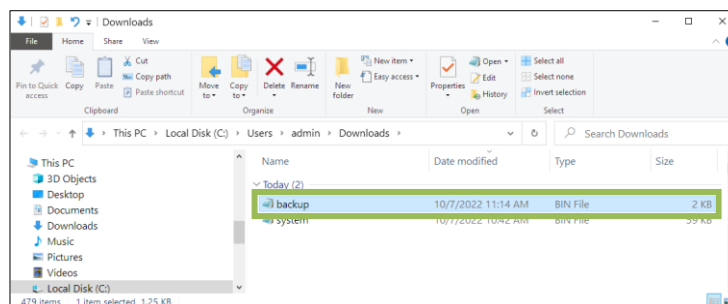 Downloads
File Home Share View
Pin to Quick access
Copy
Paste
Cut
Copy path
Paste shortcut
Clipboard
Move to
Copy to
Delete
Rename
Organize
New folder
New item
Easy access
New
Properties
Open
Edit
History
Open
Select all
Select none
Invert selection
Select
This PC > Local Disk (C:) > Users > admin > Downloads >
Search Downloads
This PC
3D Objects
Desktop
Documents
Downloads
Music
Pictures
Videos
Local Disk (C:)
Name Date modified Type Size
Today (2)
backup 10/7/2022 11:14 AM BIN File 2 KB
system 10/7/2022 10:42 AM BIN File 59 KB
479 items 1 item selected 1.25 KB